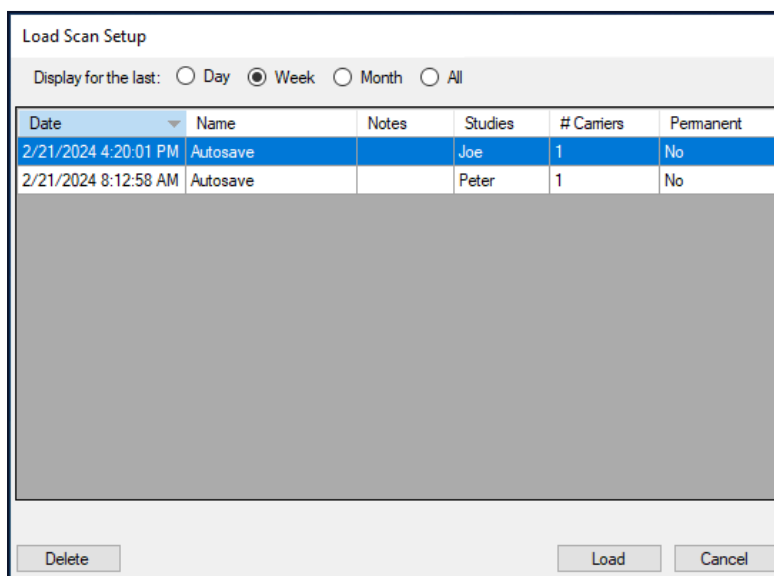 Load Scan Setup
Display for the last: Day Week Month All
Date Name Notes Studies # Carriers Permanent
2/21/2024 4:20:01 PM Autosave Joe 1 No
2/21/2024 8:12:58 AM Autosave Peter 1 No
Delete Load Cancel